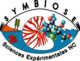 SYMBIOSE
Sciences Expérimentales NC